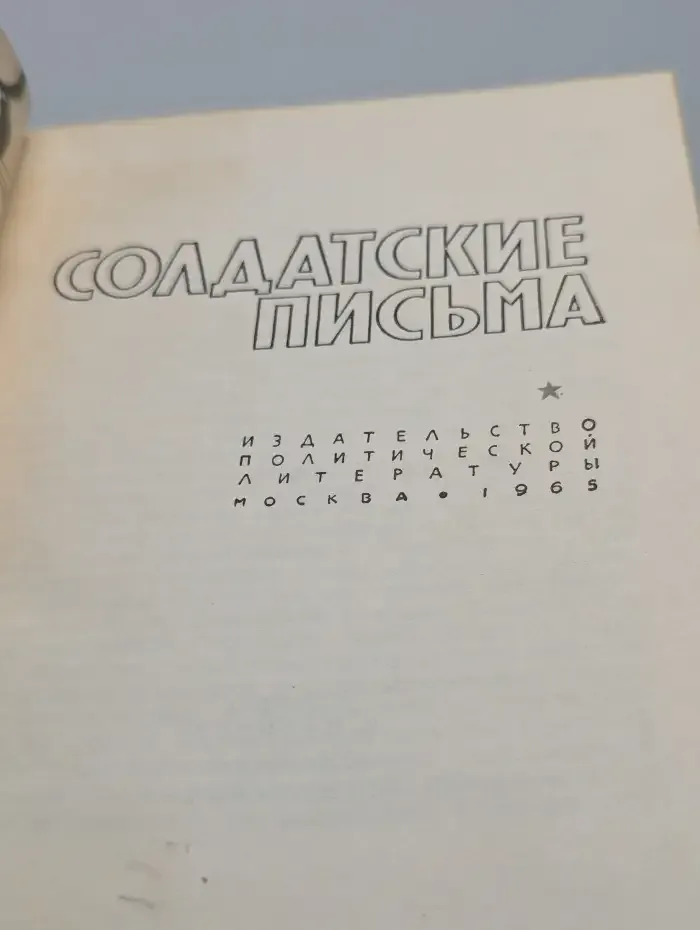 СОЛДАТСКИЕ
ПИСЬМА
ИЗДАТЕЛЬСТВО
ПОЛИТИЧЕСКОЙ
ЛИТЕРАТУРЫ
МОСКВА • 1965